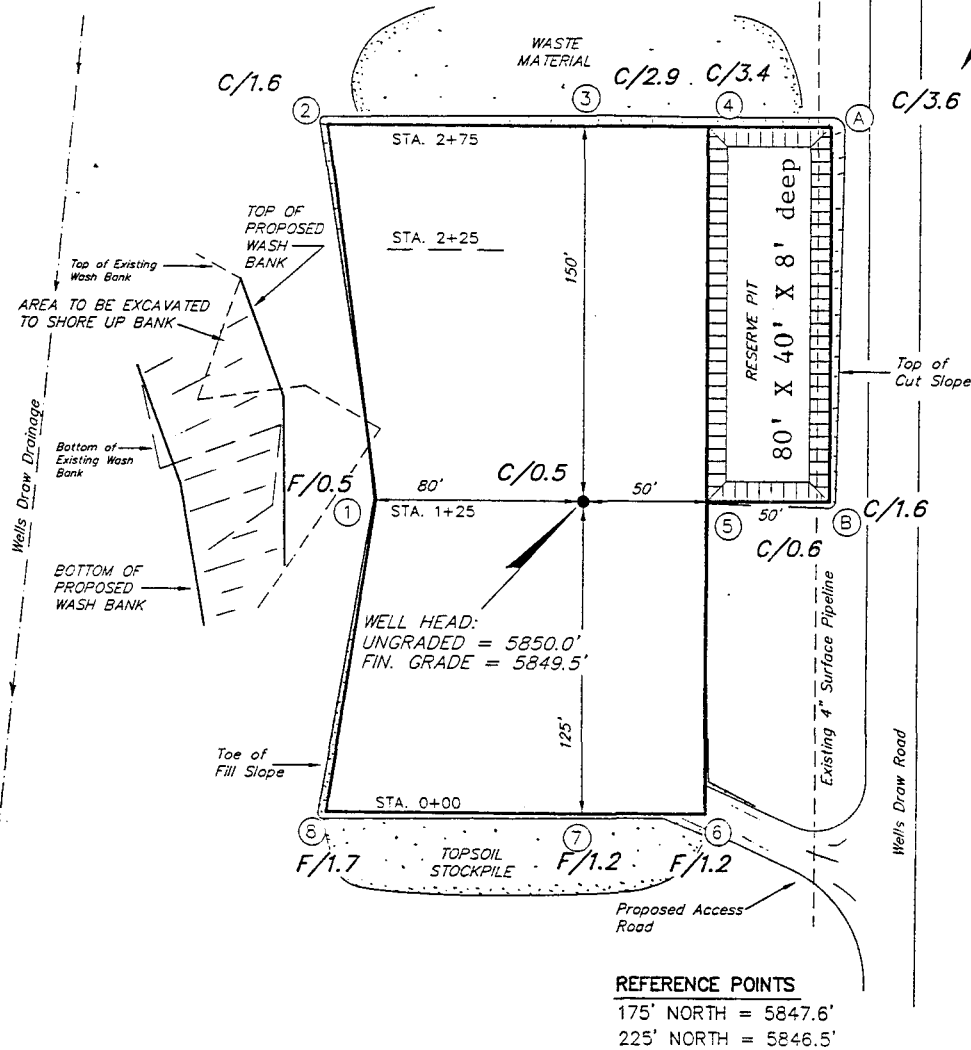 WASTE
MATERIAL
C/1.6
C/2.9
C/3.4
C/3.6
2
3
4
A
STA. 2+75
TOP OF
PROPOSED
WASH
BANK
STA. 2+25
150'
RESERVE PIT
80' X 40' X 8' deep
Top of Existing
Wash Bank
AREA TO BE EXCAVATED
TO SHORE UP BANK
Top of
Cut Slope
Wells Draw Drainage
Bottom of
Existing Wash
Bank
F/0.5
80'
C/0.5
50'
1
STA. 1+25
5
50'
B
C/1.6
C/0.6
BOTTOM OF
PROPOSED
WASH BANK
WELL HEAD:
UNGRADED = 5850.0'
FIN. GRADE = 5849.5'
125'
Existing 4" Surface Pipeline
Wells Draw Road
Toe of
Fill Slope
STA. 0+00
8
7
6
F/1.7
TOPSOIL
STOCKPILE
F/1.2
F/1.2
Proposed Access
Road
REFERENCE POINTS
175' NORTH = 5847.6'
225' NORTH = 5846.5'